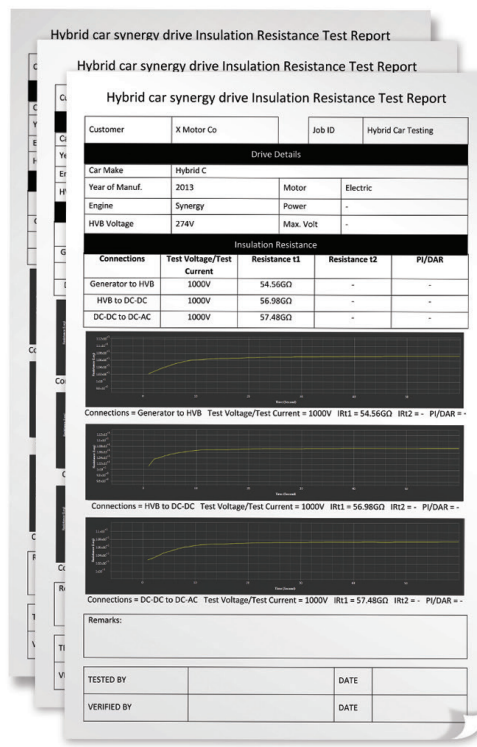 Hybrid car synergy drive Insulation Resistance Test Report
Hybrid car synergy drive Insulation Resistance Test Report
Hybrid car synergy drive Insulation Resistance Test Report
Customer X Motor Co Job ID Hybrid Car Testing
Drive Details
Car Make Hybrid C
Year of Manuf. 2013 Motor Electric
Engine Synergy Power -
HVB Voltage 274V Max. Volt -
Insulation Resistance
Connections Test Voltage/Test Resistance t1 Resistance t2 PI/DAR
Current
Generator to HVB 1000V 54.56GΩ - -
HVB to DC-DC 1000V 56.98GΩ - -
DC-DC to DC-AC 1000V 57.48GΩ - -
Connections = Generator to HVB Test Voltage/Test Current = 1000V IRt1 = 54.56GΩ IRt2 = - PI/DAR = -
Connections = HVB to DC-DC Test Voltage/Test Current = 1000V IRt1 = 56.98GΩ IRt2 = - PI/DAR = -
Connections = DC-DC to DC-AC Test Voltage/Test Current = 1000V IRt1 = 57.48GΩ IRt2 = - PI/DAR = -
Remarks:
TESTED BY DATE
VERIFIED BY DATE